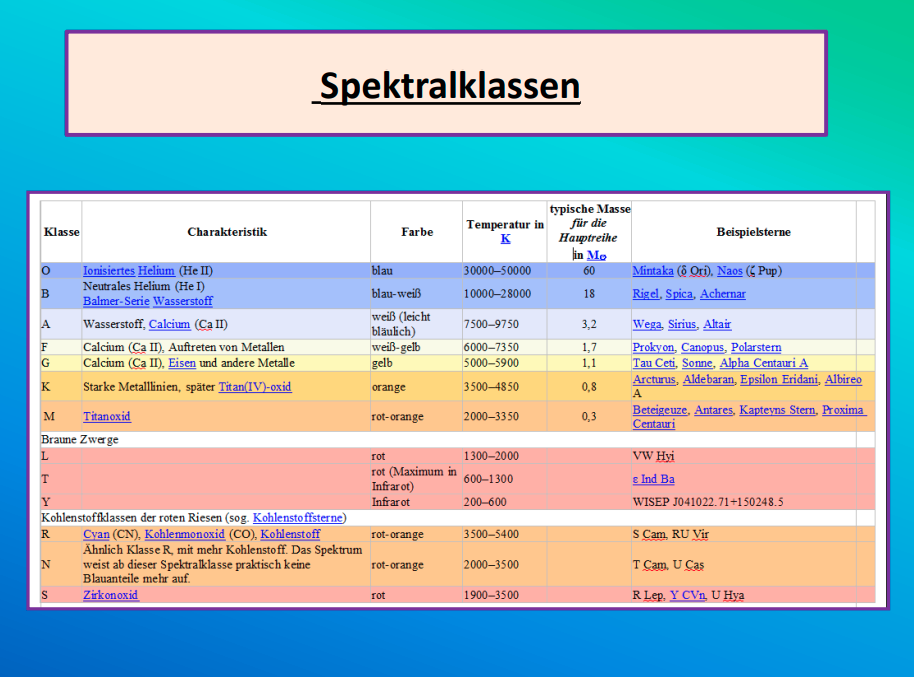 Spektralklassen
Klasse Charakteristik Farbe Temperatur in K typische Masse für die Hauptreihe in M☉ Beispielsterne
O Ionisiertes Helium (He II) blau 30000–50000 60 Mintaka (δ Ori), Naos (ζ Pup)
B Neutrales Helium (He I) Balmer-Serie Wasserstoff blau-weiß 10000–28000 18 Rigel, Spica, Achernar
A Wasserstoff, Calcium (Ca II) weiß (leicht bläulich) 7500–9750 3,2 Wega, Sirius, Altair
F Calcium (Ca II), Auftreten von Metallen weiß-gelb 6000–7350 1,7 Prokyon, Canopus, Polarstern
G Calcium (Ca II), Eisen und andere Metalle gelb 5000–5900 1,1 Tau Ceti, Sonne, Alpha Centauri A
K Starke Metalllinien, später Titan(IV)-oxid orange 3500–4850 0,8 Arcturus, Aldebaran, Epsilon Eridani, Albireo A
M Titanoxid rot-orange 2000–3350 0,3 Beteigeuze, Antares, Kapteyns Stern, Proxima Centauri
Braune Zwerge
L rot 1300–2000 VW Hyi
T rot (Maximum in Infrarot) 600–1300 ε Ind Ba
Y Infrarot 200–600 WISEP J041022.71+150248.5
Kohlenstoffklassen der roten Riesen (sog. Kohlenstoffsterne)
R Cyan (CN), Kohlenmonoxid (CO), Kohlenstoff rot-orange 3500–5400 S Cam, RU Vir
N Ähnlich Klasse R, mit mehr Kohlenstoff. Das Spektrum weist ab dieser Spektralklasse praktisch keine Blauanteile mehr auf. rot-orange 2000–3500 T Cam, U Cas
S Zirkonoxid rot 1900–3500 R Lep, Y CVn, U Hya